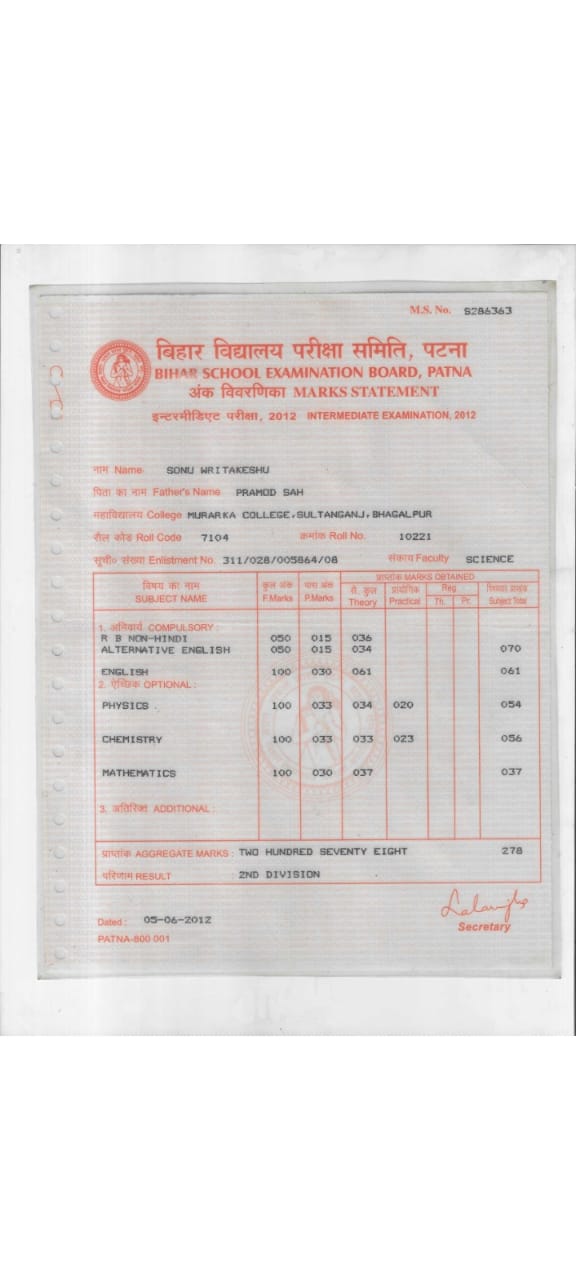 M.S. No. S286363
बिहार विद्यालय परीक्षा समिति, पटना
BIHAR SCHOOL EXAMINATION BOARD, PATNA
अंक विवरणिका MARKS STATEMENT
इन्टरमीडिएट परीक्षा, 2012 INTERMEDIATE EXAMINATION, 2012
नाम Name SONU WRITAKESHU
पिता का नाम Father's Name PRAMOD SAH
महाविद्यालय College MURARKA COLLEGE,SULTANGANJ,BHAGALPUR
रौल कोड Roll Code 7104 क्रमांक Roll No. 10221
सूची० संख्या Enlistment No. 311/028/005864/08 संकाय Faculty SCIENCE
विषय का नाम कुल अंक पास अंक प्राप्तांक MARKS OBTAINED
SUBJECT NAME F.Marks P.Marks Theory प्रायोगिक Practical Reg. Th. Pr. Subject Total
1. अनिवार्य COMPULSORY :
R B NON-HINDI 050 015 036
ALTERNATIVE ENGLISH 050 015 034 070
ENGLISH 100 030 061 061
2. ऐच्छिक OPTIONAL :
PHYSICS 100 033 034 020 054
CHEMISTRY 100 033 033 023 056
MATHEMATICS 100 030 037 037
3. अतिरिक्त ADDITIONAL :
प्राप्तांक AGGREGATE MARKS : TWO HUNDRED SEVENTY EIGHT 278
परिणाम RESULT : 2ND DIVISION
Dated : 05-06-2012
Secretary
PATNA-800 001